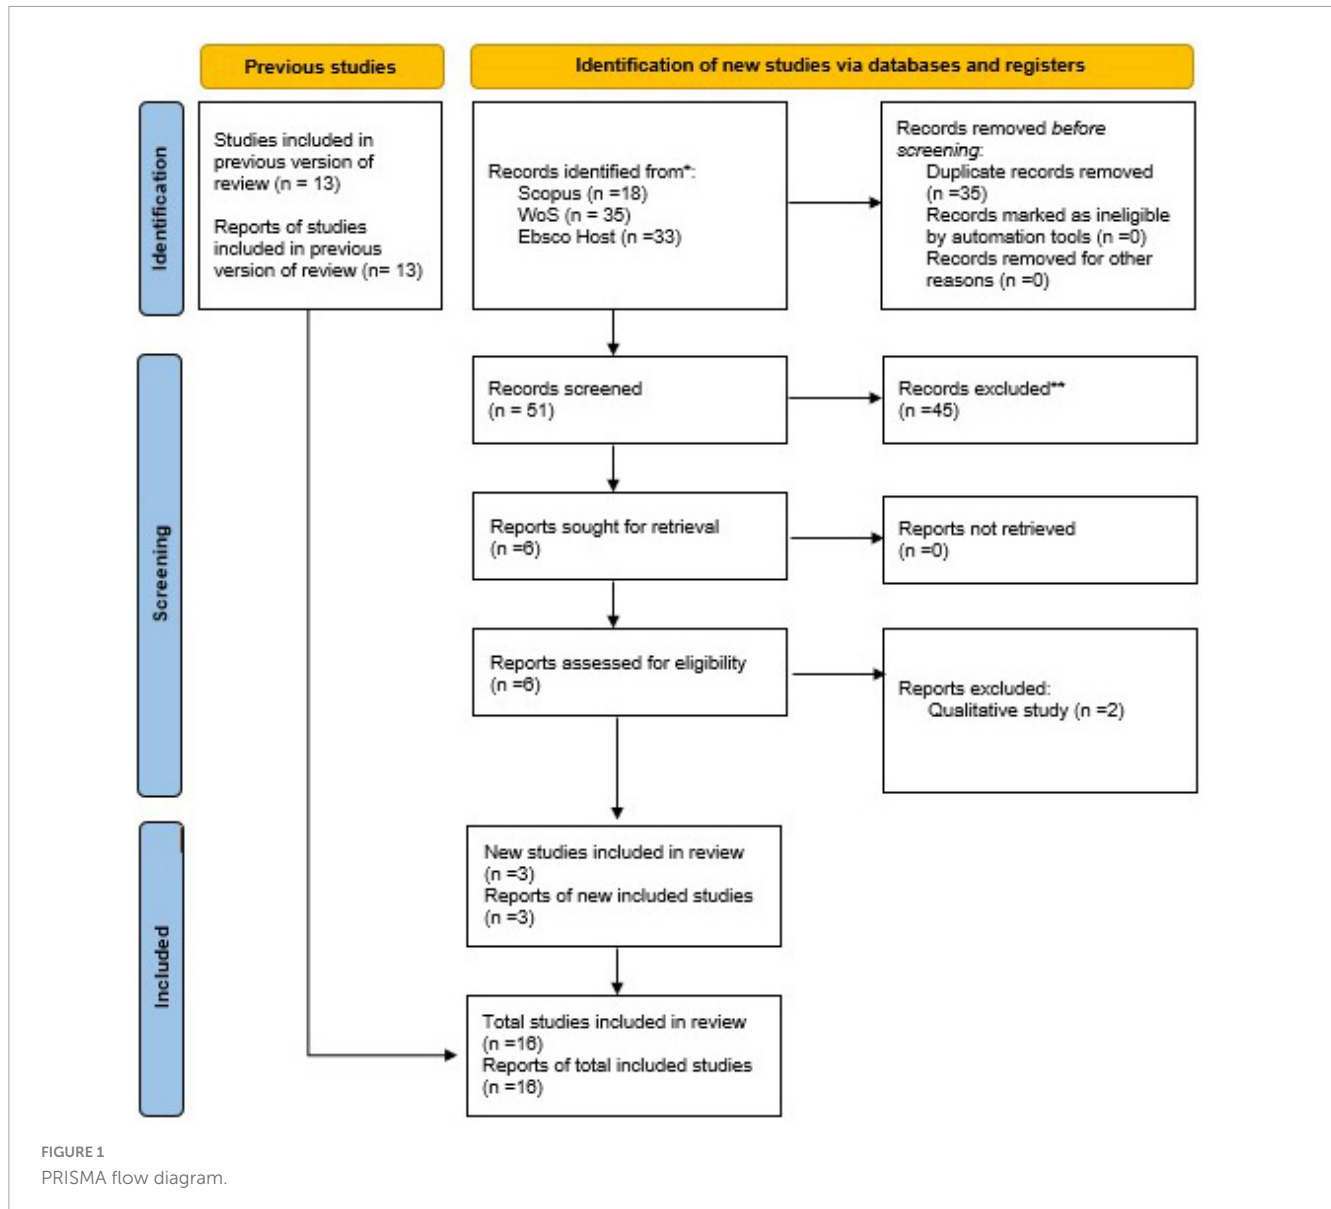 Previous studies
Identification of new studies via databases and registers
Identification
Studies included in
previous version of
review (n = 13)
Reports of studies
included in previous
version of review (n= 13)
Records identified from*:
Scopus (n =18)
WoS (n = 35)
Ebsco Host (n =33)
Records removed before
screening:
Duplicate records removed
(n =35)
Records marked as ineligible
by automation tools (n =0)
Records removed for other
reasons (n =0)
Screening
Records screened
(n = 51)
Records excluded**
(n =45)
Reports sought for retrieval
(n =6)
Reports not retrieved
(n =0)
Reports assessed for eligibility
(n =6)
Reports excluded:
Qualitative study (n =2)
Included
New studies included in review
(n =3)
Reports of new included studies
(n =3)
Total studies included in review
(n =16)
Reports of total included studies
(n =16)
FIGURE 1
PRISMA flow diagram.